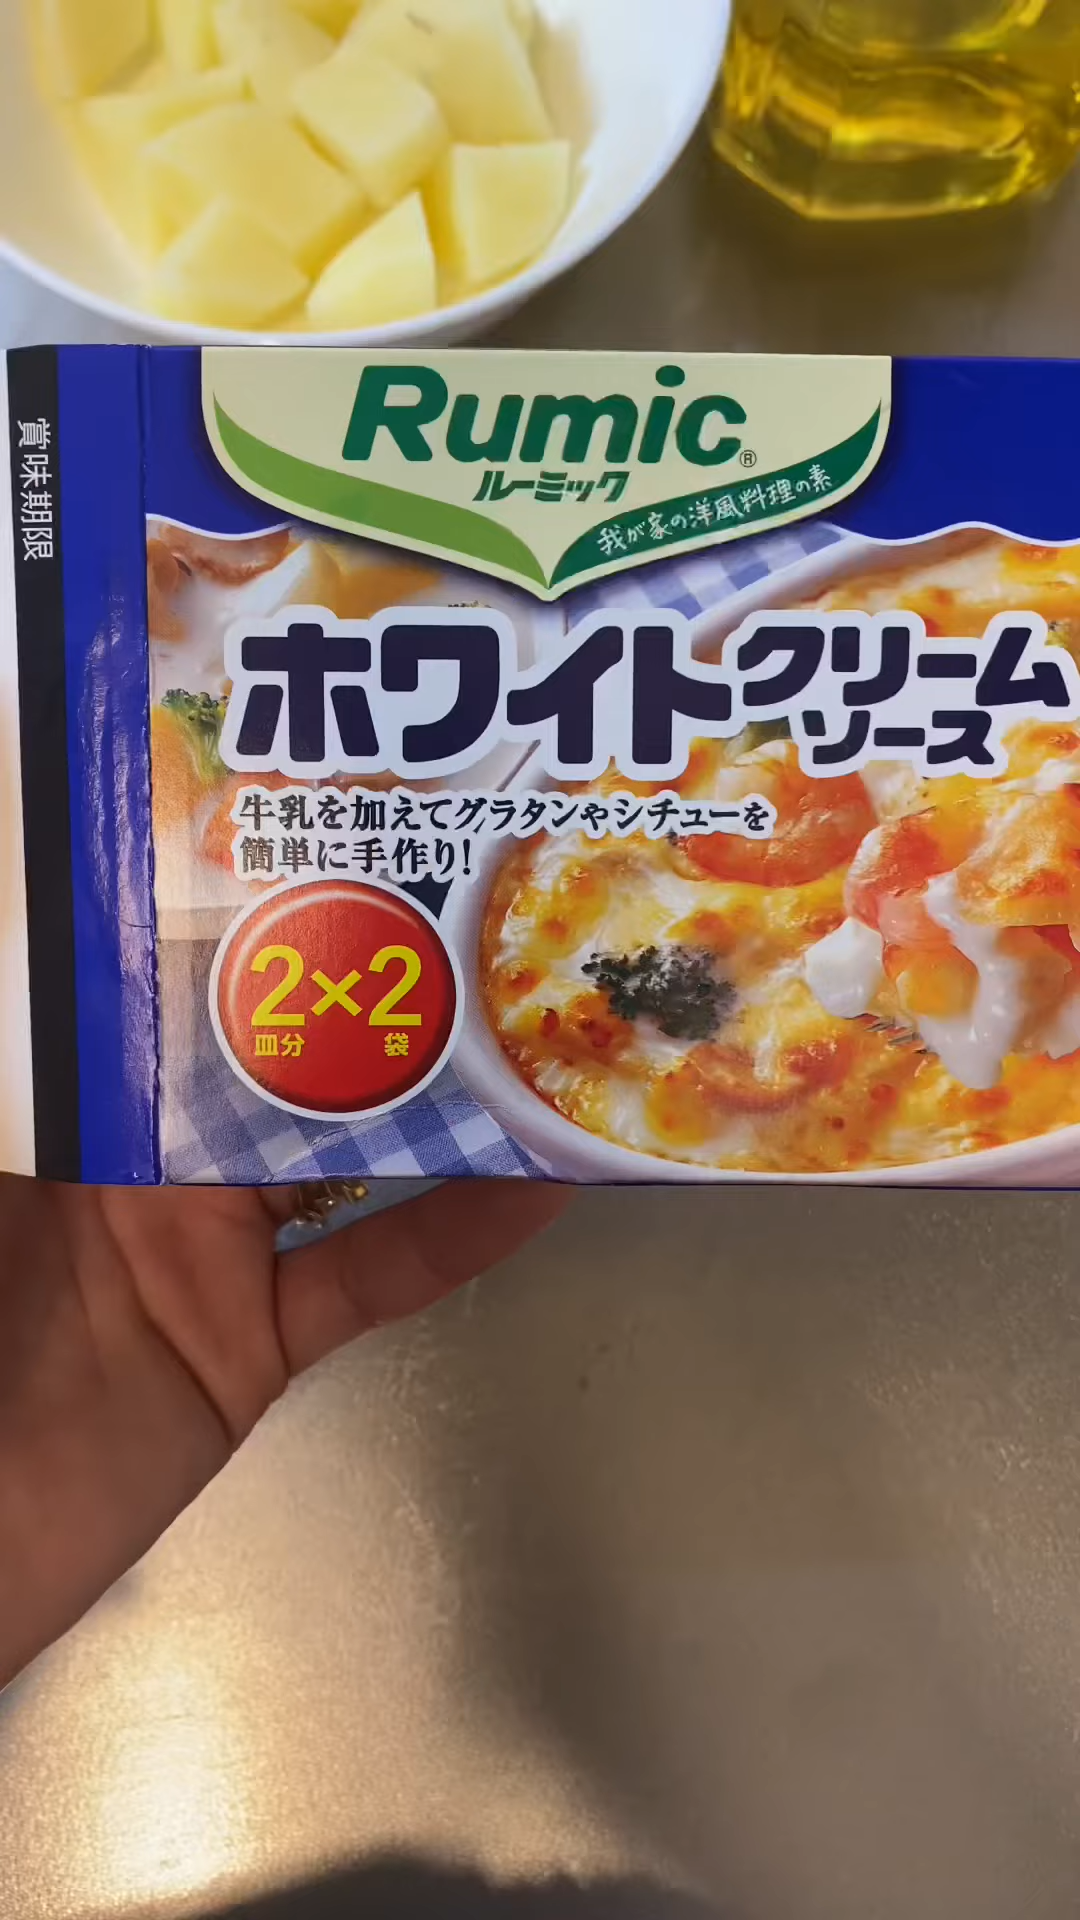 賞味期限
Rumic®
ルーミック
我が家の洋風料理の素
ホワイトクリーム
ソース
牛乳を加えてグラタンやシチューを
簡単に手作り!
2×2
皿分 袋